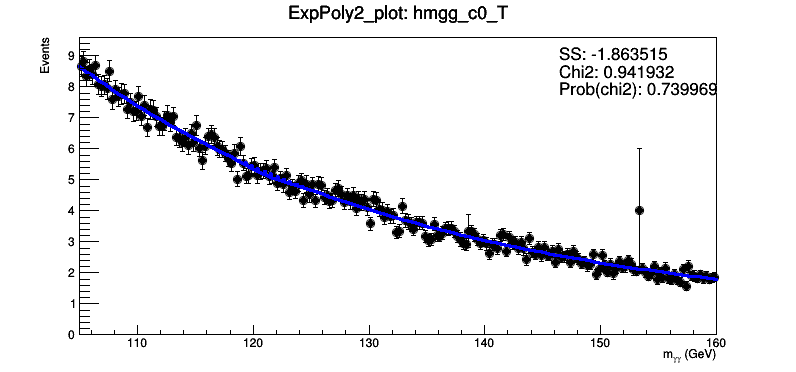 ExpPoly2_plot: hmgg_c0_T
Events
SS: -1.863515
Chi2: 0.941932
Prob(chi2): 0.739969
9
8
7
6
5
4
3
2
1
0
110 120 130 140 150 160
m_γγ (GeV)